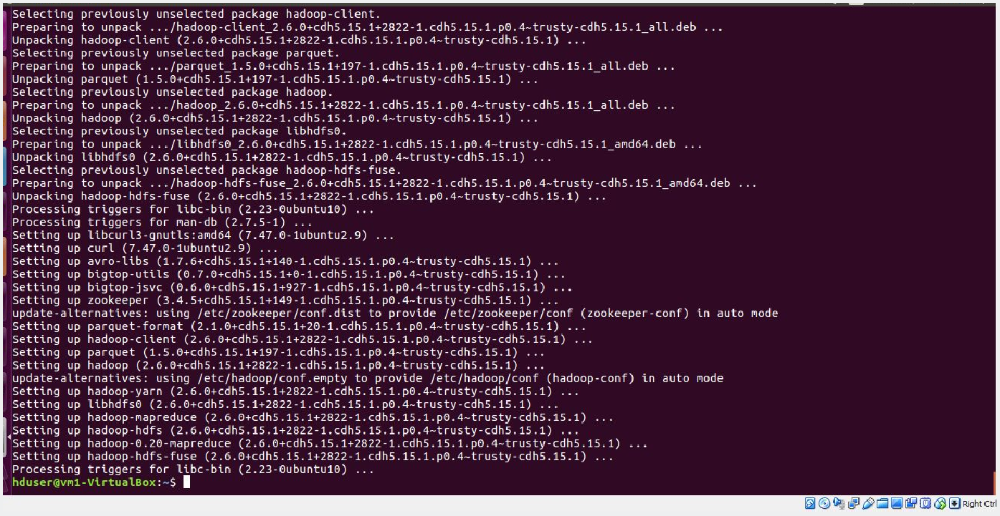 Selecting previously unselected package hadoop-client.
Preparing to unpack .../hadoop-client_2.6.0+cdh5.15.1+2822-1.cdh5.15.1.p0.4~trusty-cdh5.15.1_all.deb ...
Unpacking hadoop-client (2.6.0+cdh5.15.1+2822-1.cdh5.15.1.p0.4~trusty-cdh5.15.1) ...
Selecting previously unselected package parquet.
Preparing to unpack .../parquet_1.5.0+cdh5.15.1+197-1.cdh5.15.1.p0.4~trusty-cdh5.15.1_all.deb ...
Unpacking parquet (1.5.0+cdh5.15.1+197-1.cdh5.15.1.p0.4~trusty-cdh5.15.1) ...
Selecting previously unselected package hadoop.
Preparing to unpack .../hadoop_2.6.0+cdh5.15.1+2822-1.cdh5.15.1.p0.4~trusty-cdh5.15.1_all.deb ...
Unpacking hadoop (2.6.0+cdh5.15.1+2822-1.cdh5.15.1.p0.4~trusty-cdh5.15.1) ...
Selecting previously unselected package libhdfs0.
Preparing to unpack .../libhdfs0_2.6.0+cdh5.15.1+2822-1.cdh5.15.1.p0.4~trusty-cdh5.15.1_amd64.deb ...
Unpacking libhdfs0 (2.6.0+cdh5.15.1+2822-1.cdh5.15.1.p0.4~trusty-cdh5.15.1) ...
Selecting previously unselected package hadoop-hdfs-fuse.
Preparing to unpack .../hadoop-hdfs-fuse_2.6.0+cdh5.15.1+2822-1.cdh5.15.1.p0.4~trusty-cdh5.15.1_amd64.deb ...
Unpacking hadoop-hdfs-fuse (2.6.0+cdh5.15.1+2822-1.cdh5.15.1.p0.4~trusty-cdh5.15.1) ...
Processing triggers for libc-bin (2.23-0ubuntu10) ...
Processing triggers for man-db (2.7.5-1) ...
Setting up libcurl3-gnutls:amd64 (7.47.0-1ubuntu2.9) ...
Setting up curl (7.47.0-1ubuntu2.9) ...
Setting up avro-libs (1.7.6+cdh5.15.1+140-1.cdh5.15.1.p0.4~trusty-cdh5.15.1) ...
Setting up bigtop-utils (0.7.0+cdh5.15.1+0-1.cdh5.15.1.p0.4~trusty-cdh5.15.1) ...
Setting up bigtop-jsvc (0.6.0+cdh5.15.1+927-1.cdh5.15.1.p0.4~trusty-cdh5.15.1) ...
Setting up zookeeper (3.4.5+cdh5.15.1+149-1.cdh5.15.1.p0.4~trusty-cdh5.15.1) ...
update-alternatives: using /etc/zookeeper/conf.dist to provide /etc/zookeeper/conf (zookeeper-conf) in auto mode
Setting up parquet-format (2.1.0+cdh5.15.1+20-1.cdh5.15.1.p0.4~trusty-cdh5.15.1) ...
Setting up hadoop-client (2.6.0+cdh5.15.1+2822-1.cdh5.15.1.p0.4~trusty-cdh5.15.1) ...
Setting up parquet (1.5.0+cdh5.15.1+197-1.cdh5.15.1.p0.4~trusty-cdh5.15.1) ...
Setting up hadoop (2.6.0+cdh5.15.1+2822-1.cdh5.15.1.p0.4~trusty-cdh5.15.1) ...
update-alternatives: using /etc/hadoop/conf.empty to provide /etc/hadoop/conf (hadoop-conf) in auto mode
Setting up hadoop-yarn (2.6.0+cdh5.15.1+2822-1.cdh5.15.1.p0.4~trusty-cdh5.15.1) ...
Setting up libhdfs0 (2.6.0+cdh5.15.1+2822-1.cdh5.15.1.p0.4~trusty-cdh5.15.1) ...
Setting up hadoop-mapreduce (2.6.0+cdh5.15.1+2822-1.cdh5.15.1.p0.4~trusty-cdh5.15.1) ...
Setting up hadoop-hdfs (2.6.0+cdh5.15.1+2822-1.cdh5.15.1.p0.4~trusty-cdh5.15.1) ...
Setting up hadoop-0.20-mapreduce (2.6.0+cdh5.15.1+2822-1.cdh5.15.1.p0.4~trusty-cdh5.15.1) ...
Setting up hadoop-hdfs-fuse (2.6.0+cdh5.15.1+2822-1.cdh5.15.1.p0.4~trusty-cdh5.15.1) ...
Processing triggers for libc-bin (2.23-0ubuntu10) ...
hduser@vm1-VirtualBox:~$
Right Ctrl